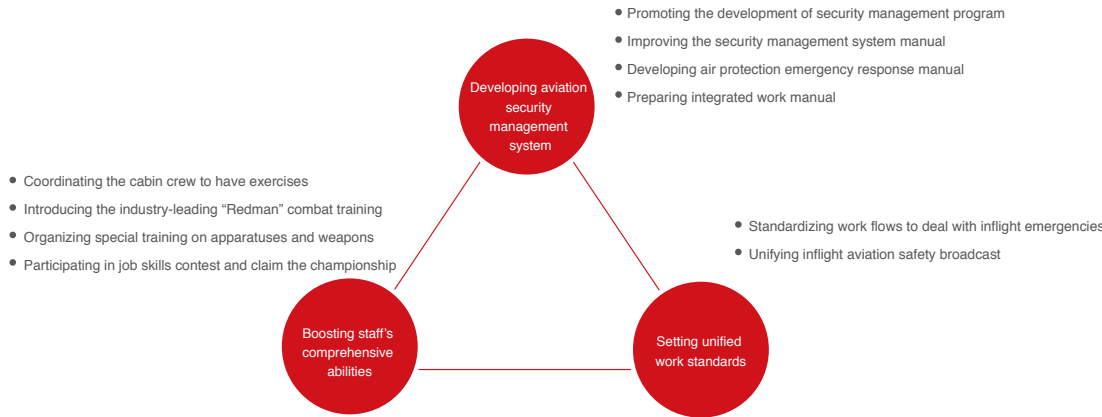 • Promoting the development of security management program
• Improving the security management system manual
• Developing air protection emergency response manual
• Preparing integrated work manual
Developing aviation
security
management
system
• Coordinating the cabin crew to have exercises
• Introducing the industry-leading “Redman” combat training
• Organizing special training on apparatuses and weapons
• Participating in job skills contest and claim the championship
• Standardizing work flows to deal with inflight emergencies
• Unifying inflight aviation safety broadcast
Boosting staff’s
comprehensive
abilities
Setting unified
work standards